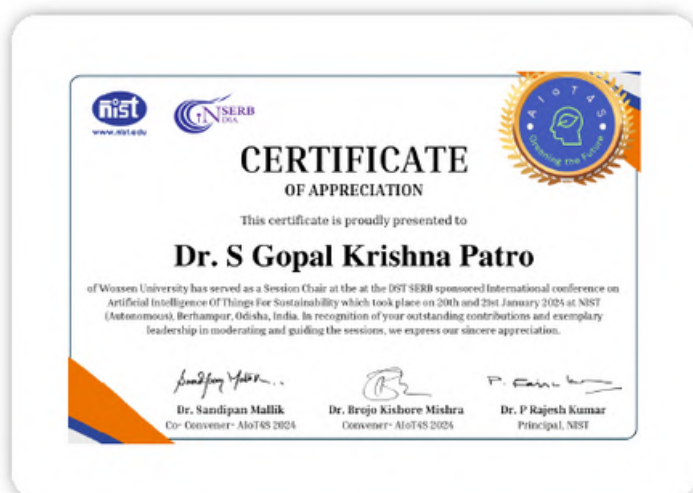 nist
www.nist.edu
SERB
AIoT4S
Greening the Future
CERTIFICATE
OF APPRECIATION
This certificate is proudly presented to
Dr. S Gopal Krishna Patro
of Woxsen University has served as a Session Chair at the at the DST SERB sponsored International conference on
Artificial Intelligence Of Things For Sustainability which took place on 20th and 21st January 2024 at NIST
(Autonomous), Berhampur, Odisha, India. In recognition of your outstanding contributions and exemplary
leadership in moderating and guiding the sessions, we express our sincere appreciation.
Dr. Sandipan Mallik
Dr. Brojo Kishore Mishra
Dr. P Rajesh Kumar
Co- Convener- AIoT4S 2024
Convener- AIoT4S 2024
Principal, NIST